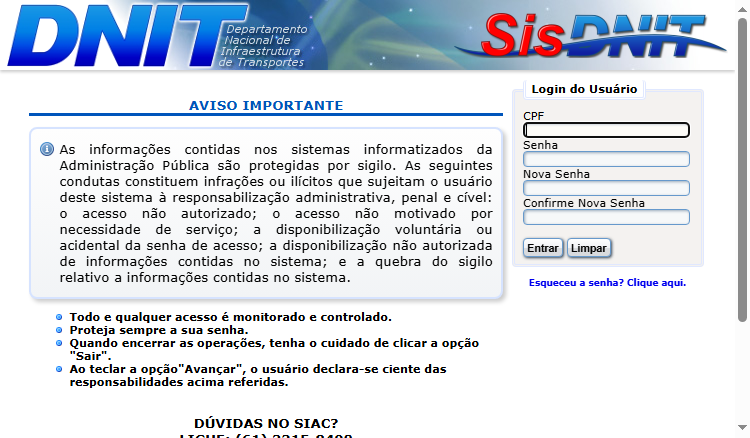 DNIT
Departamento
Nacional de
Infraestrutura
de Transportes
SisDNIT
AVISO IMPORTANTE
As informações contidas nos sistemas informatizados da
Administração Pública são protegidas por sigilo. As seguintes
condutas constituem infrações ou ilícitos que sujeitam o usuário
deste sistema à responsabilização administrativa, penal e cível:
o acesso não autorizado; o acesso não motivado por
necessidade de serviço; a disponibilização voluntária ou
acidental da senha de acesso; a disponibilização não autorizada
de informações contidas no sistema; e a quebra do sigilo
relativo a informações contidas no sistema.
Todo e qualquer acesso é monitorado e controlado.
Proteja sempre a sua senha.
Quando encerrar as operações, tenha o cuidado de clicar a opção
"Sair".
Ao teclar a opção"Avançar", o usuário declara-se ciente das
responsabilidades acima referidas.
DÚVIDAS NO SIAC?
LIGUE: (61) 3315-8408
Login do Usuário
CPF
Senha
Nova Senha
Confirme Nova Senha
Entrar Limpar
Esqueceu a senha? Clique aqui.